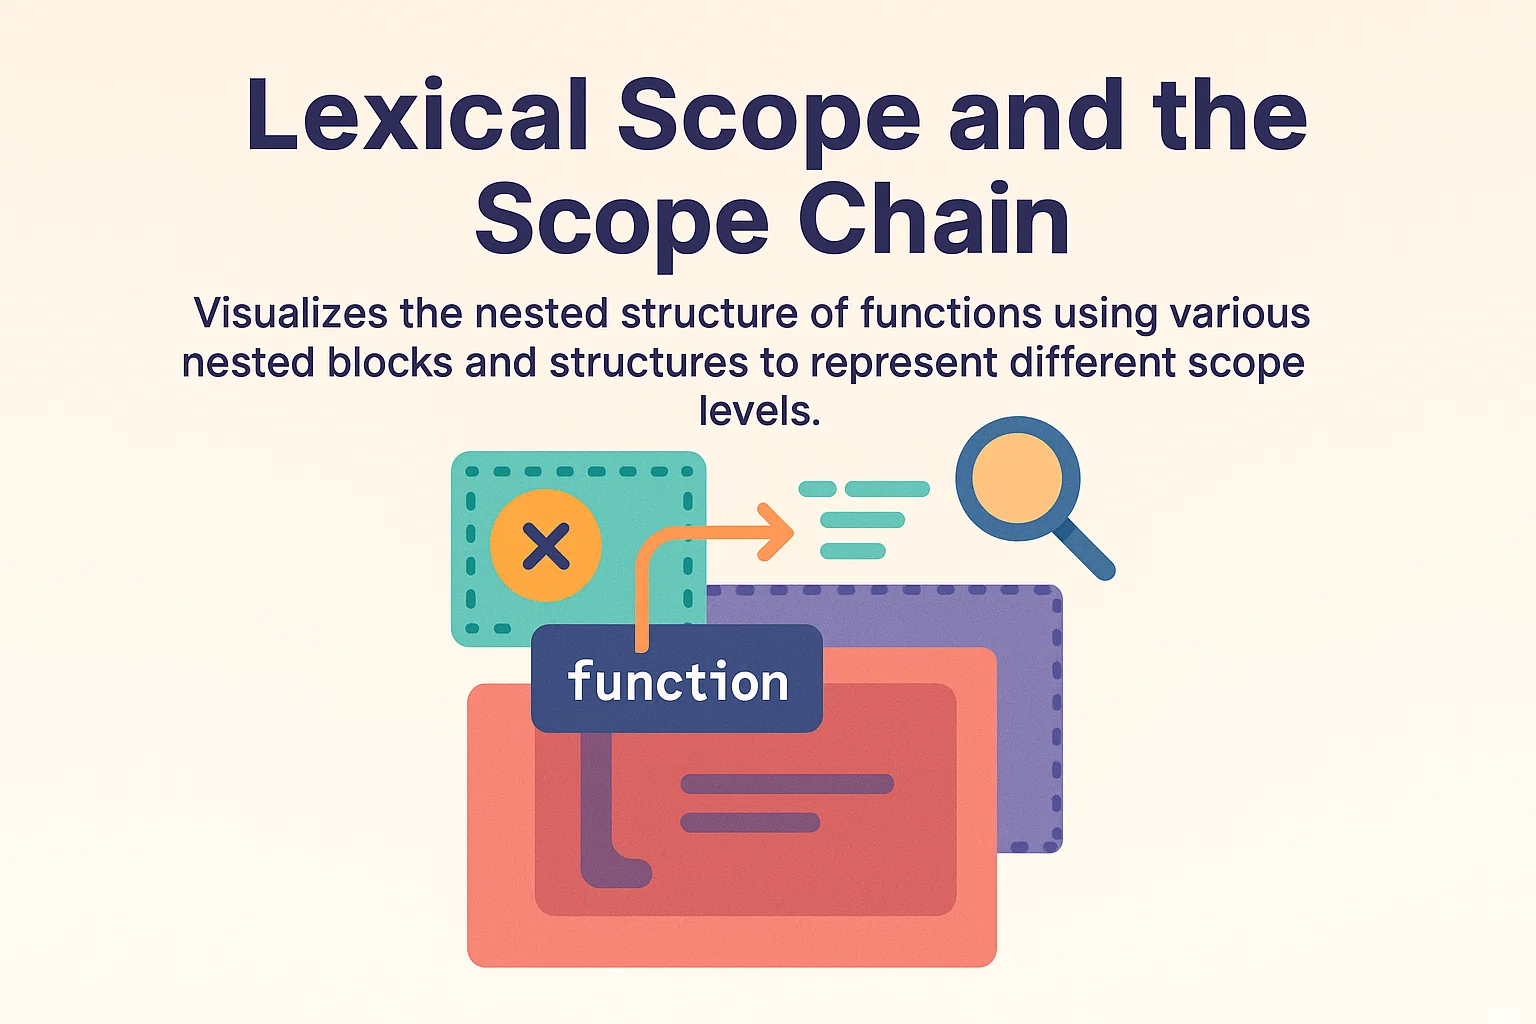 Lexical Scope and the
Scope Chain
Visualizes the nested structure of functions using various
nested blocks and structures to represent different scope
levels.
function